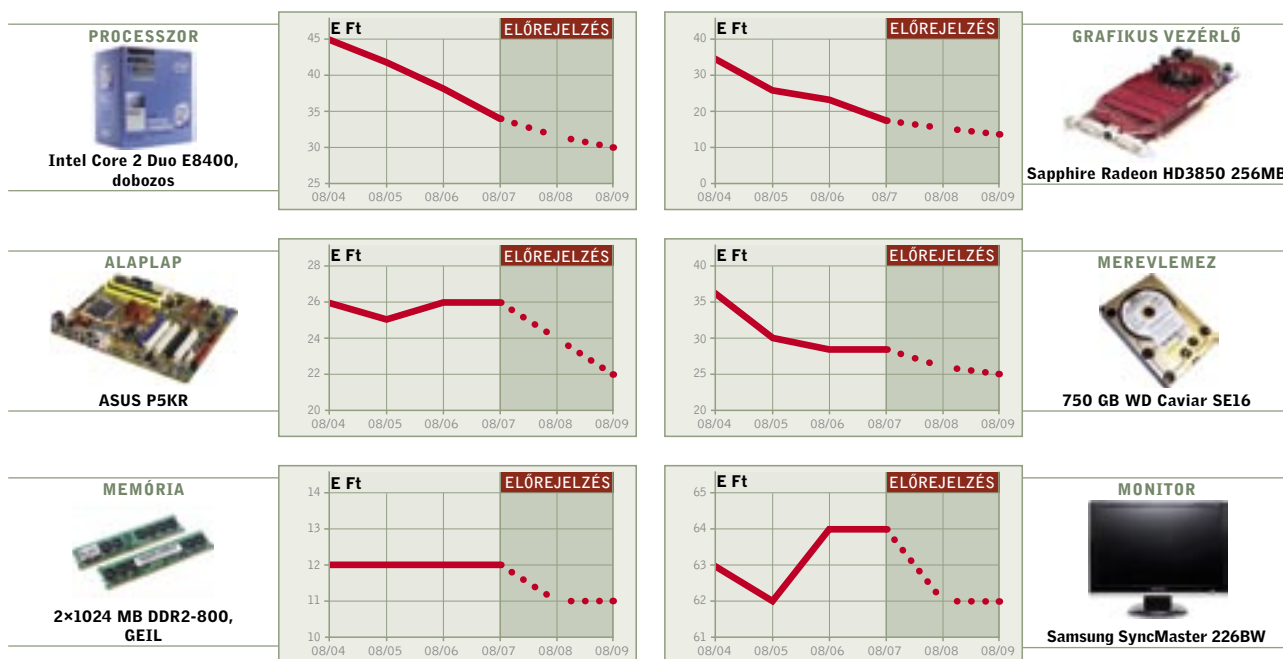 PROCESSZOR
Intel Core 2 Duo E8400,
dobozos
E Ft
ELŐREJELZÉS
45
40
35
30
25
08/04 08/05 08/06 08/07 08/08 08/09
E Ft
ELŐREJELZÉS
40
30
20
10
0
08/04 08/05 08/06 08/7 08/08 08/09
GRAFIKUS VEZÉRLŐ
Sapphire Radeon HD3850 256MB
ALAPLAP
ASUS P5KR
E Ft
ELŐREJELZÉS
28
26
24
22
20
08/04 08/05 08/06 08/07 08/08 08/09
E Ft
ELŐREJELZÉS
40
35
30
25
20
08/04 08/05 08/06 08/07 08/08 08/09
MEREVLEMEZ
750 GB WD Caviar SE16
MEMÓRIA
2×1024 MB DDR2-800,
GEIL
E Ft
ELŐREJELZÉS
14
13
12
11
10
08/04 08/05 08/06 08/07 08/08 08/09
E Ft
ELŐREJELZÉS
65
64
63
62
61
08/04 08/05 08/06 08/07 08/08 08/09
MONITOR
Samsung SyncMaster 226BW